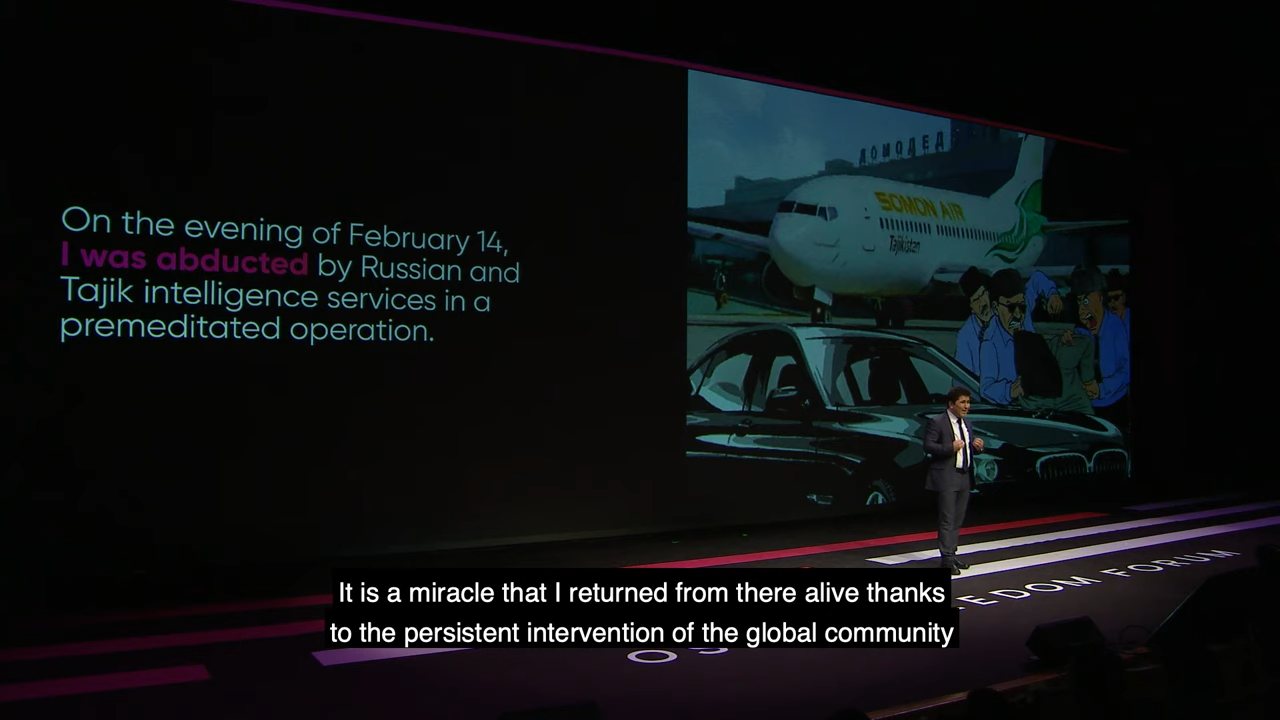 On the evening of February 14,
I was abducted by Russian and
Tajik intelligence services in a
premeditated operation.
ДОМОДЕД
SOMON AIR
Tajikistan
EDOM FORUM
OS
It is a miracle that I returned from there alive thanks
to the persistent intervention of the global community